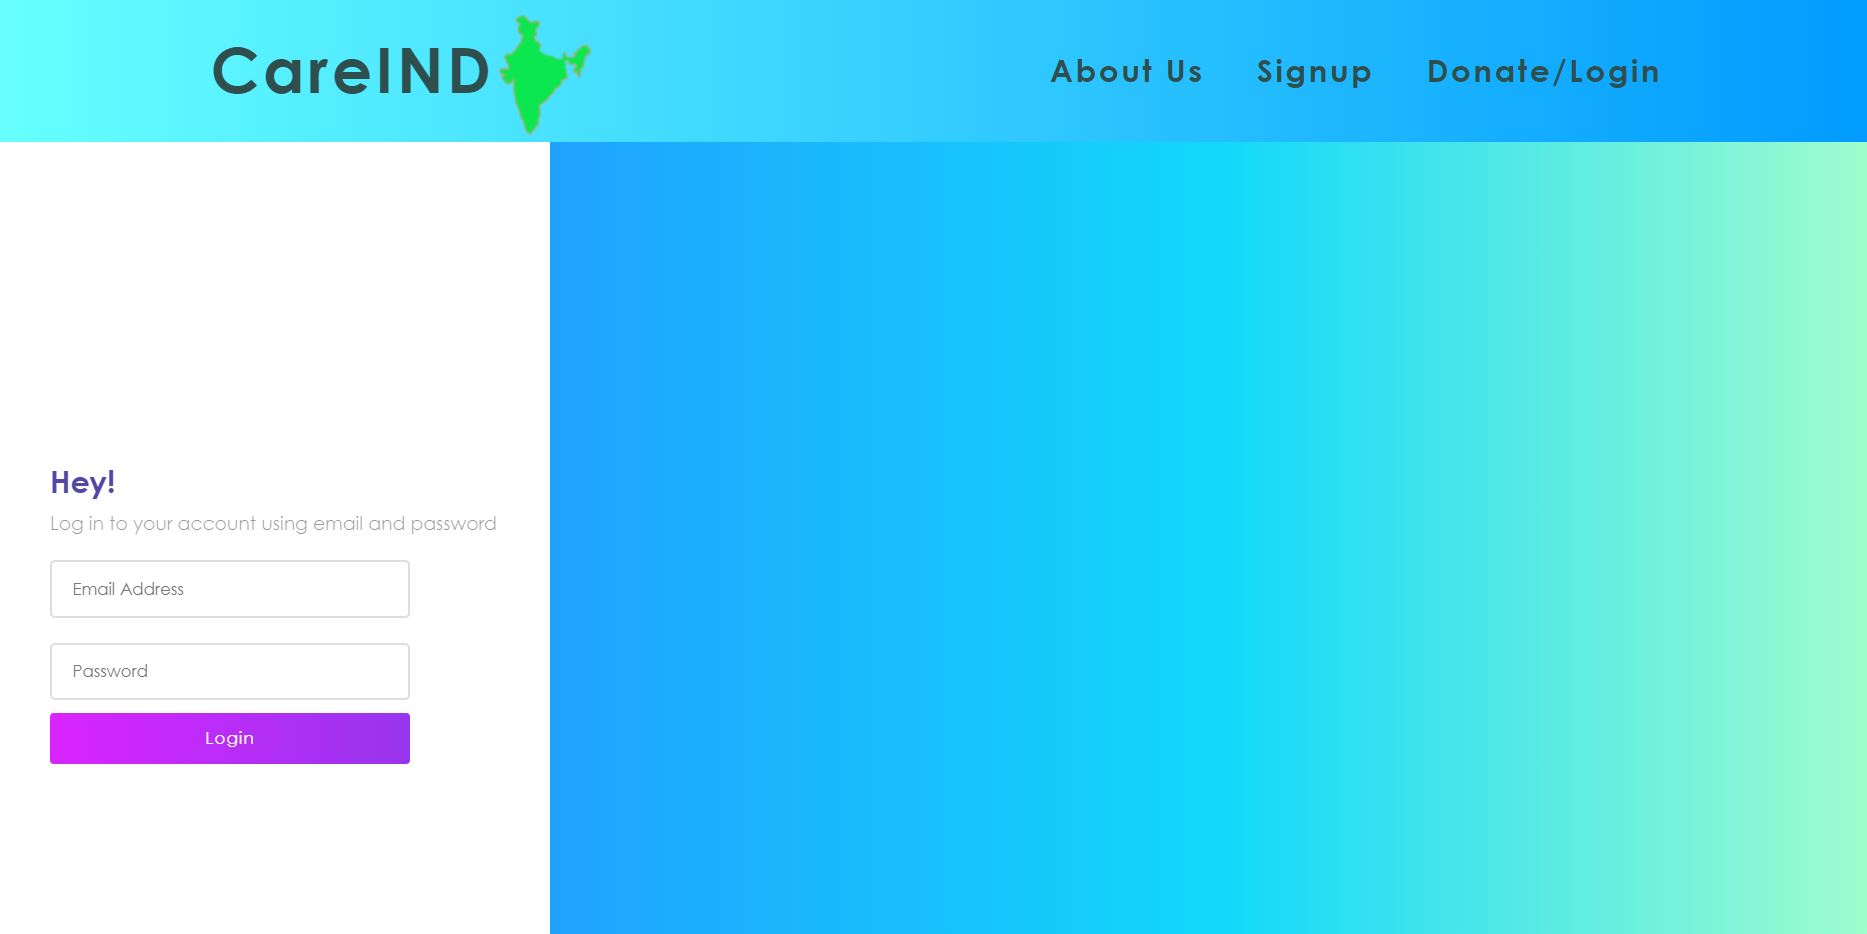 CareIND
About Us
Signup
Donate/Login
Hey!
Log in to your account using email and password
Email Address
Password
Login